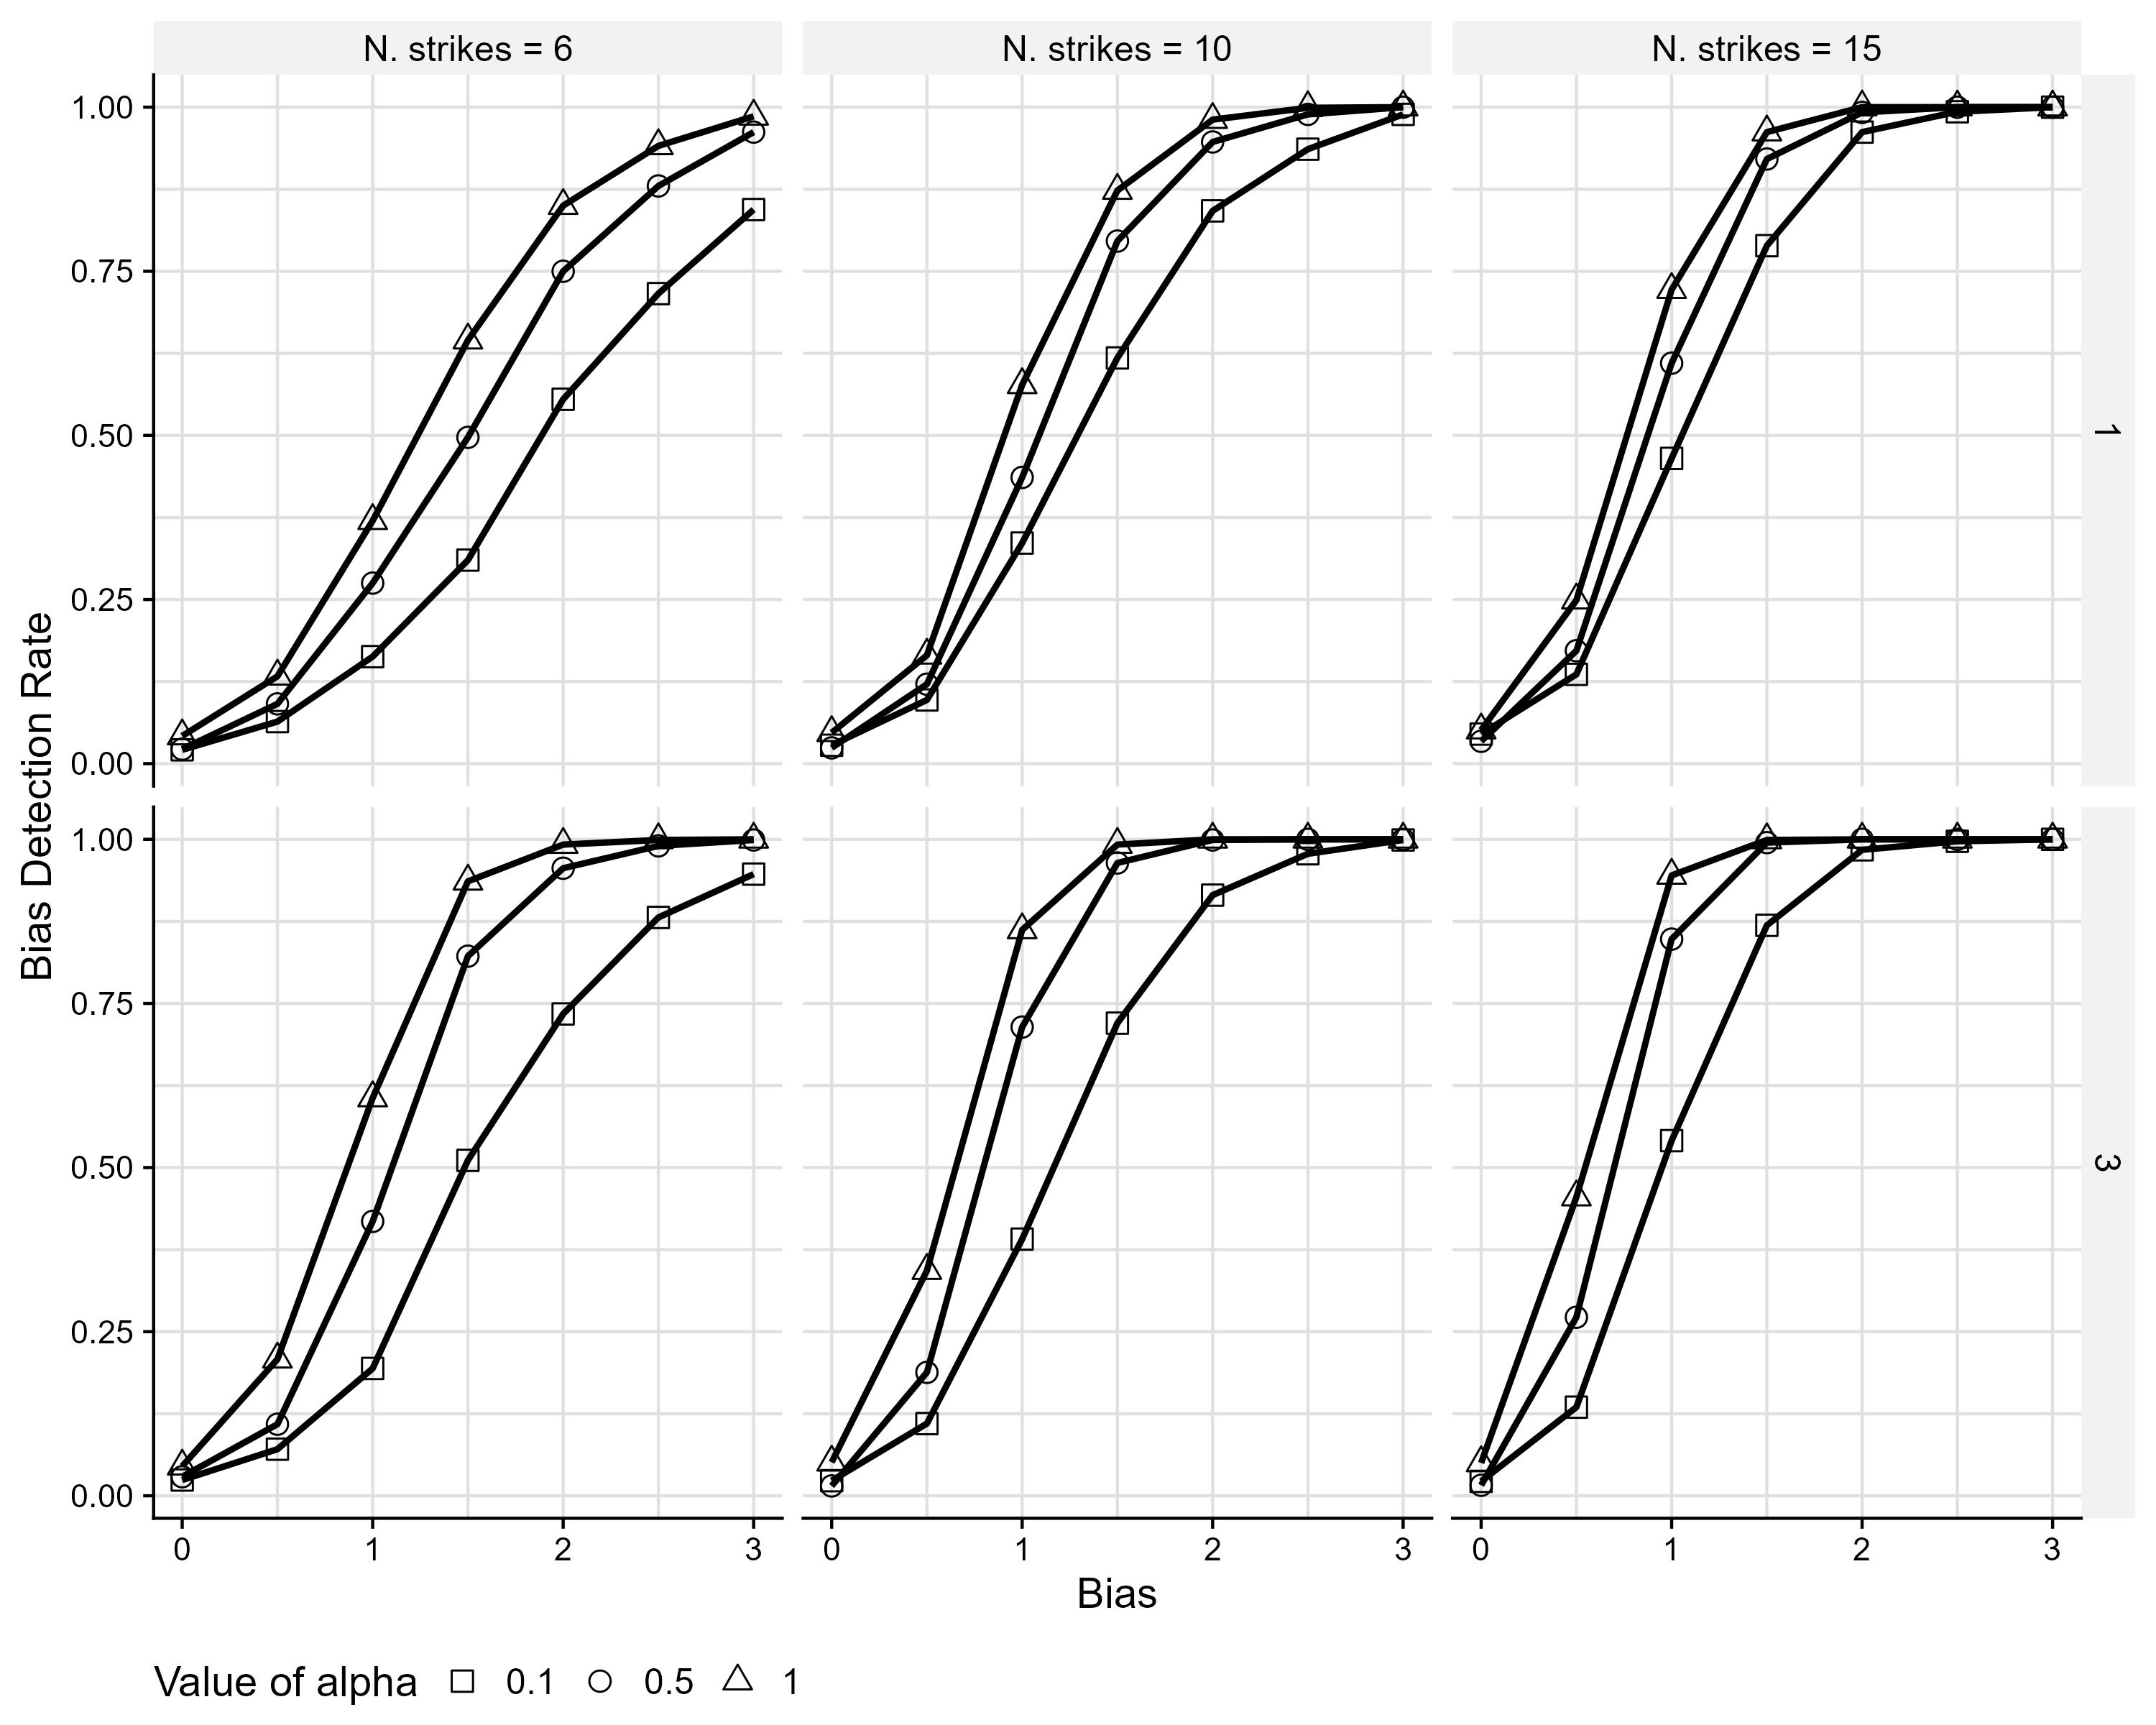 N. strikes = 6
N. strikes = 10
N. strikes = 15
1.00
0.75
0.50
0.25
0.00
1
Bias Detection Rate
1.00
0.75
0.50
0.25
0.00
3
0 1 2 3
0 1 2 3
0 1 2 3
Bias
Value of alpha 0.1 0.5 1